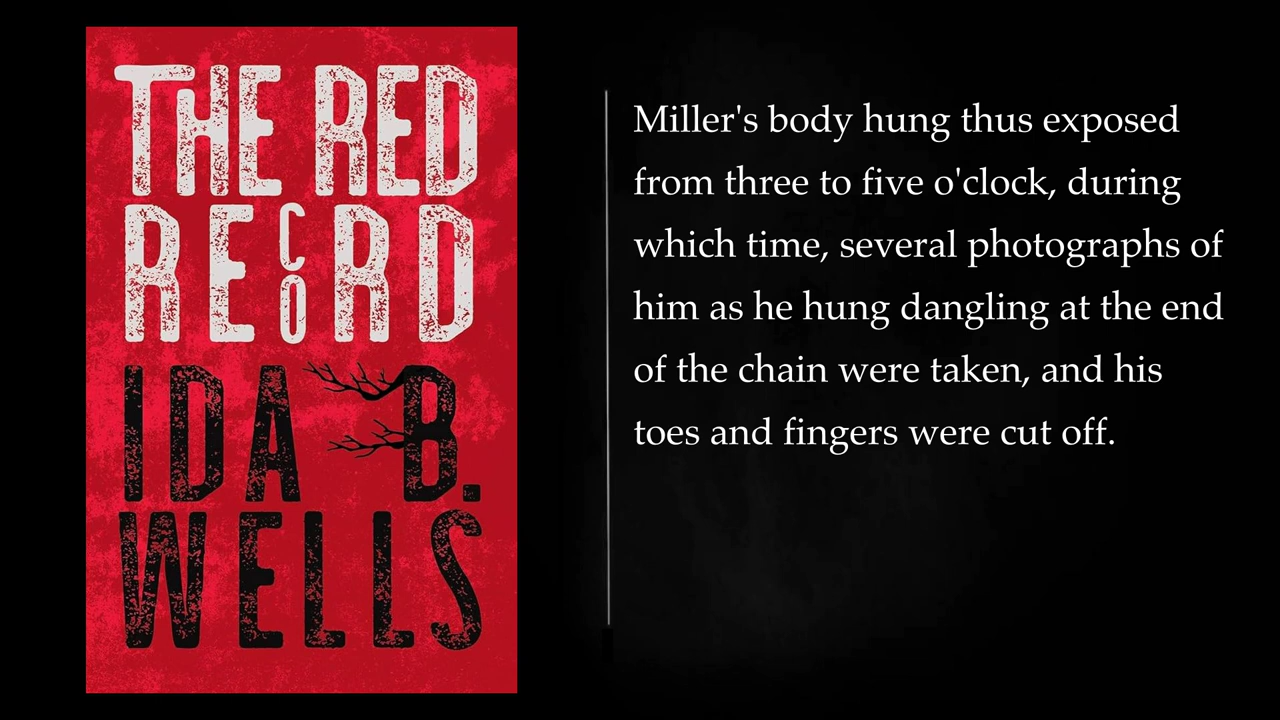 THE RED
RECORD
IDA B.
WELLS
Miller's body hung thus exposed
from three to five o'clock, during
which time, several photographs of
him as he hung dangling at the end
of the chain were taken, and his
toes and fingers were cut off.